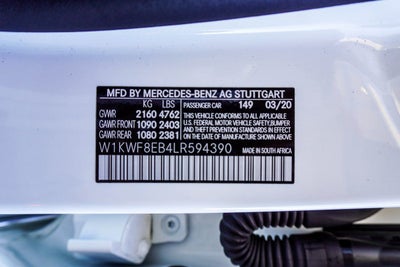 MFD BY MERCEDES-BENZ AG STUTTGART
KG LBS PASSENGER CAR 149 03/20
GVWR 2160 4762 THIS VEHICLE CONFORMS TO ALL APPLICABLE
GAWR FRONT 1090 2403 U.S. FEDERAL MOTOR VEHICLE SAFETY, BUMPER
AND THEFT PREVENTION STANDARDS IN EFFECT
GAWR REAR 1080 2381 ON THE DATE OF MANUFACTURE SHOWN ABOVE.
W1KWF8EB4LR594390 MADE IN SOUTH AFRICA